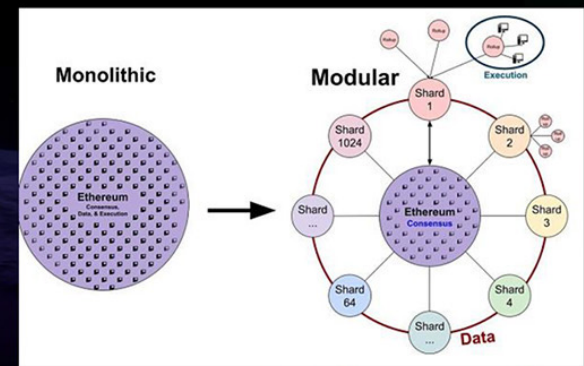 Monolithic
Ethereum
Consensus,
Data, & Execution
Modular
Rollup
Rollup
Rollup
Execution
Shard
1
Shard
1024
Shard
2
Shard
...
Ethereum
Consensus
Shard
3
Shard
64
Shard
4
Shard
...
Data